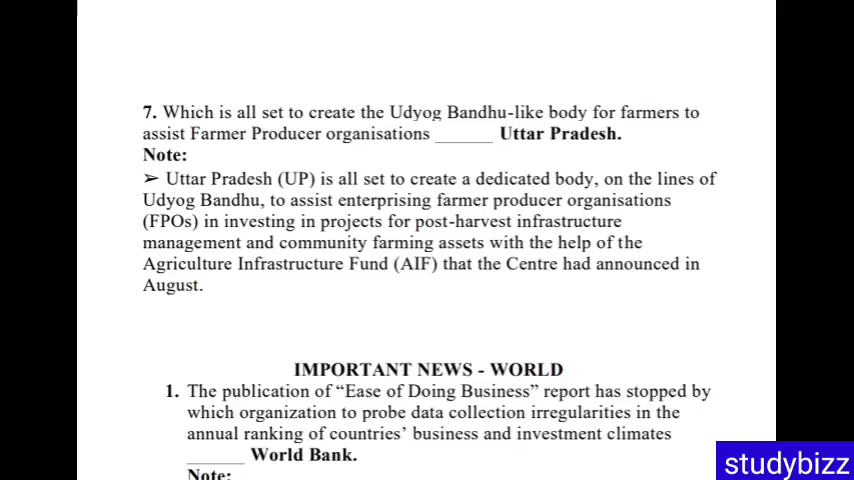 7. Which is all set to create the Udyog Bandhu-like body for farmers to
assist Farmer Producer organisations ______ Uttar Pradesh.
Note:
➢ Uttar Pradesh (UP) is all set to create a dedicated body, on the lines of
Udyog Bandhu, to assist enterprising farmer producer organisations
(FPOs) in investing in projects for post-harvest infrastructure
management and community farming assets with the help of the
Agriculture Infrastructure Fund (AIF) that the Centre had announced in
August.
IMPORTANT NEWS - WORLD
1. The publication of “Ease of Doing Business” report has stopped by
which organization to probe data collection irregularities in the
annual ranking of countries’ business and investment climates
______ World Bank.
Note:
studybizz